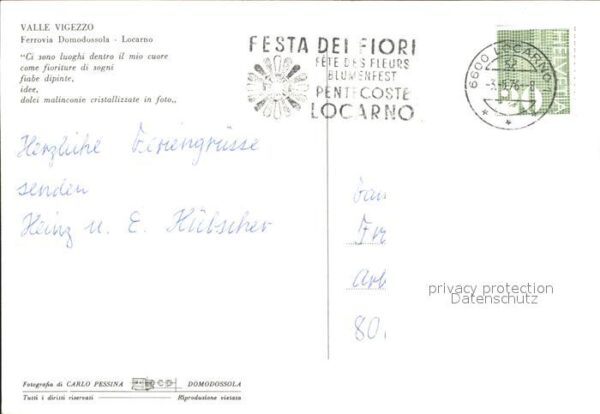 VALLE VIGEZZO
Ferrovia Domodossola - Locarno
"Ci sono luoghi dentro il mio cuore
come fioriture di sogni
fiabe dipinte,
idee,
dolci malinconie cristallizzate in foto,,
FESTA DEI FIORI
FÊTE DES FLEURS
BLUMENFEST
PENTECOSTE
LOCARNO
6600 LOCARNO
HELVETIA
Herzliche Feriengrüsse
senden
Heinz u. E. Hübscher
Arb
80.
privacy protection
Datenschutz
Fotografia di CARLO PESSINA DOMODOSSOLA
Tutti i diritti riservati Riproduzione vietata